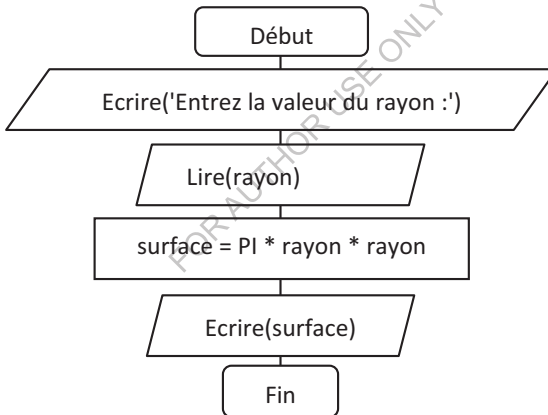 Début
Ecrire('Entrez la valeur du rayon :')
Lire(rayon)
surface = PI * rayon * rayon
Ecrire(surface)
Fin
FOR AUTHOR USE ONLY